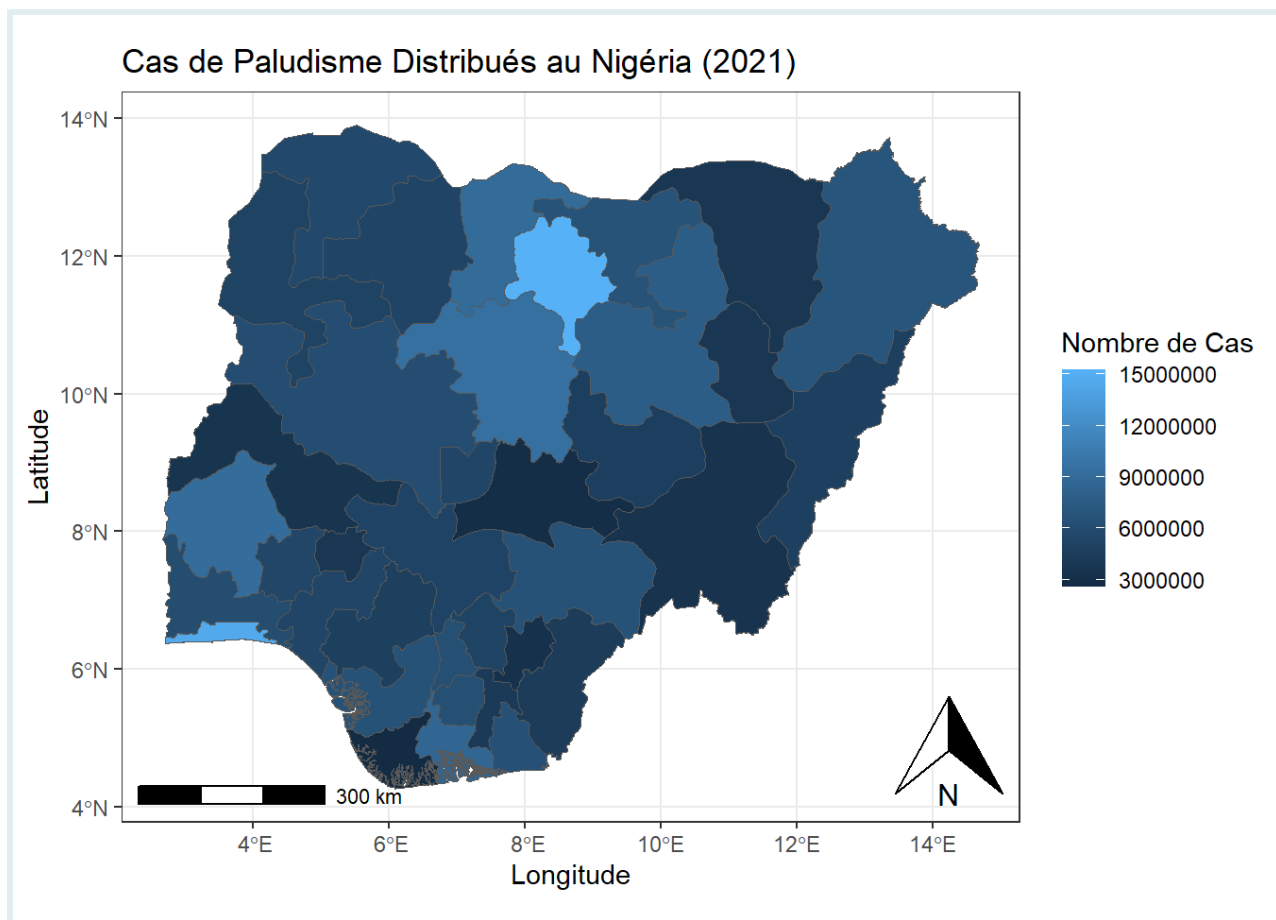 Cas de Paludisme Distribués au Nigéria (2021)
14°N
12°N
10°N
8°N
6°N
4°N
Latitude
300 km
N
4°E
6°E
8°E
10°E
12°E
14°E
Longitude
Nombre de Cas
15000000
12000000
9000000
6000000
3000000